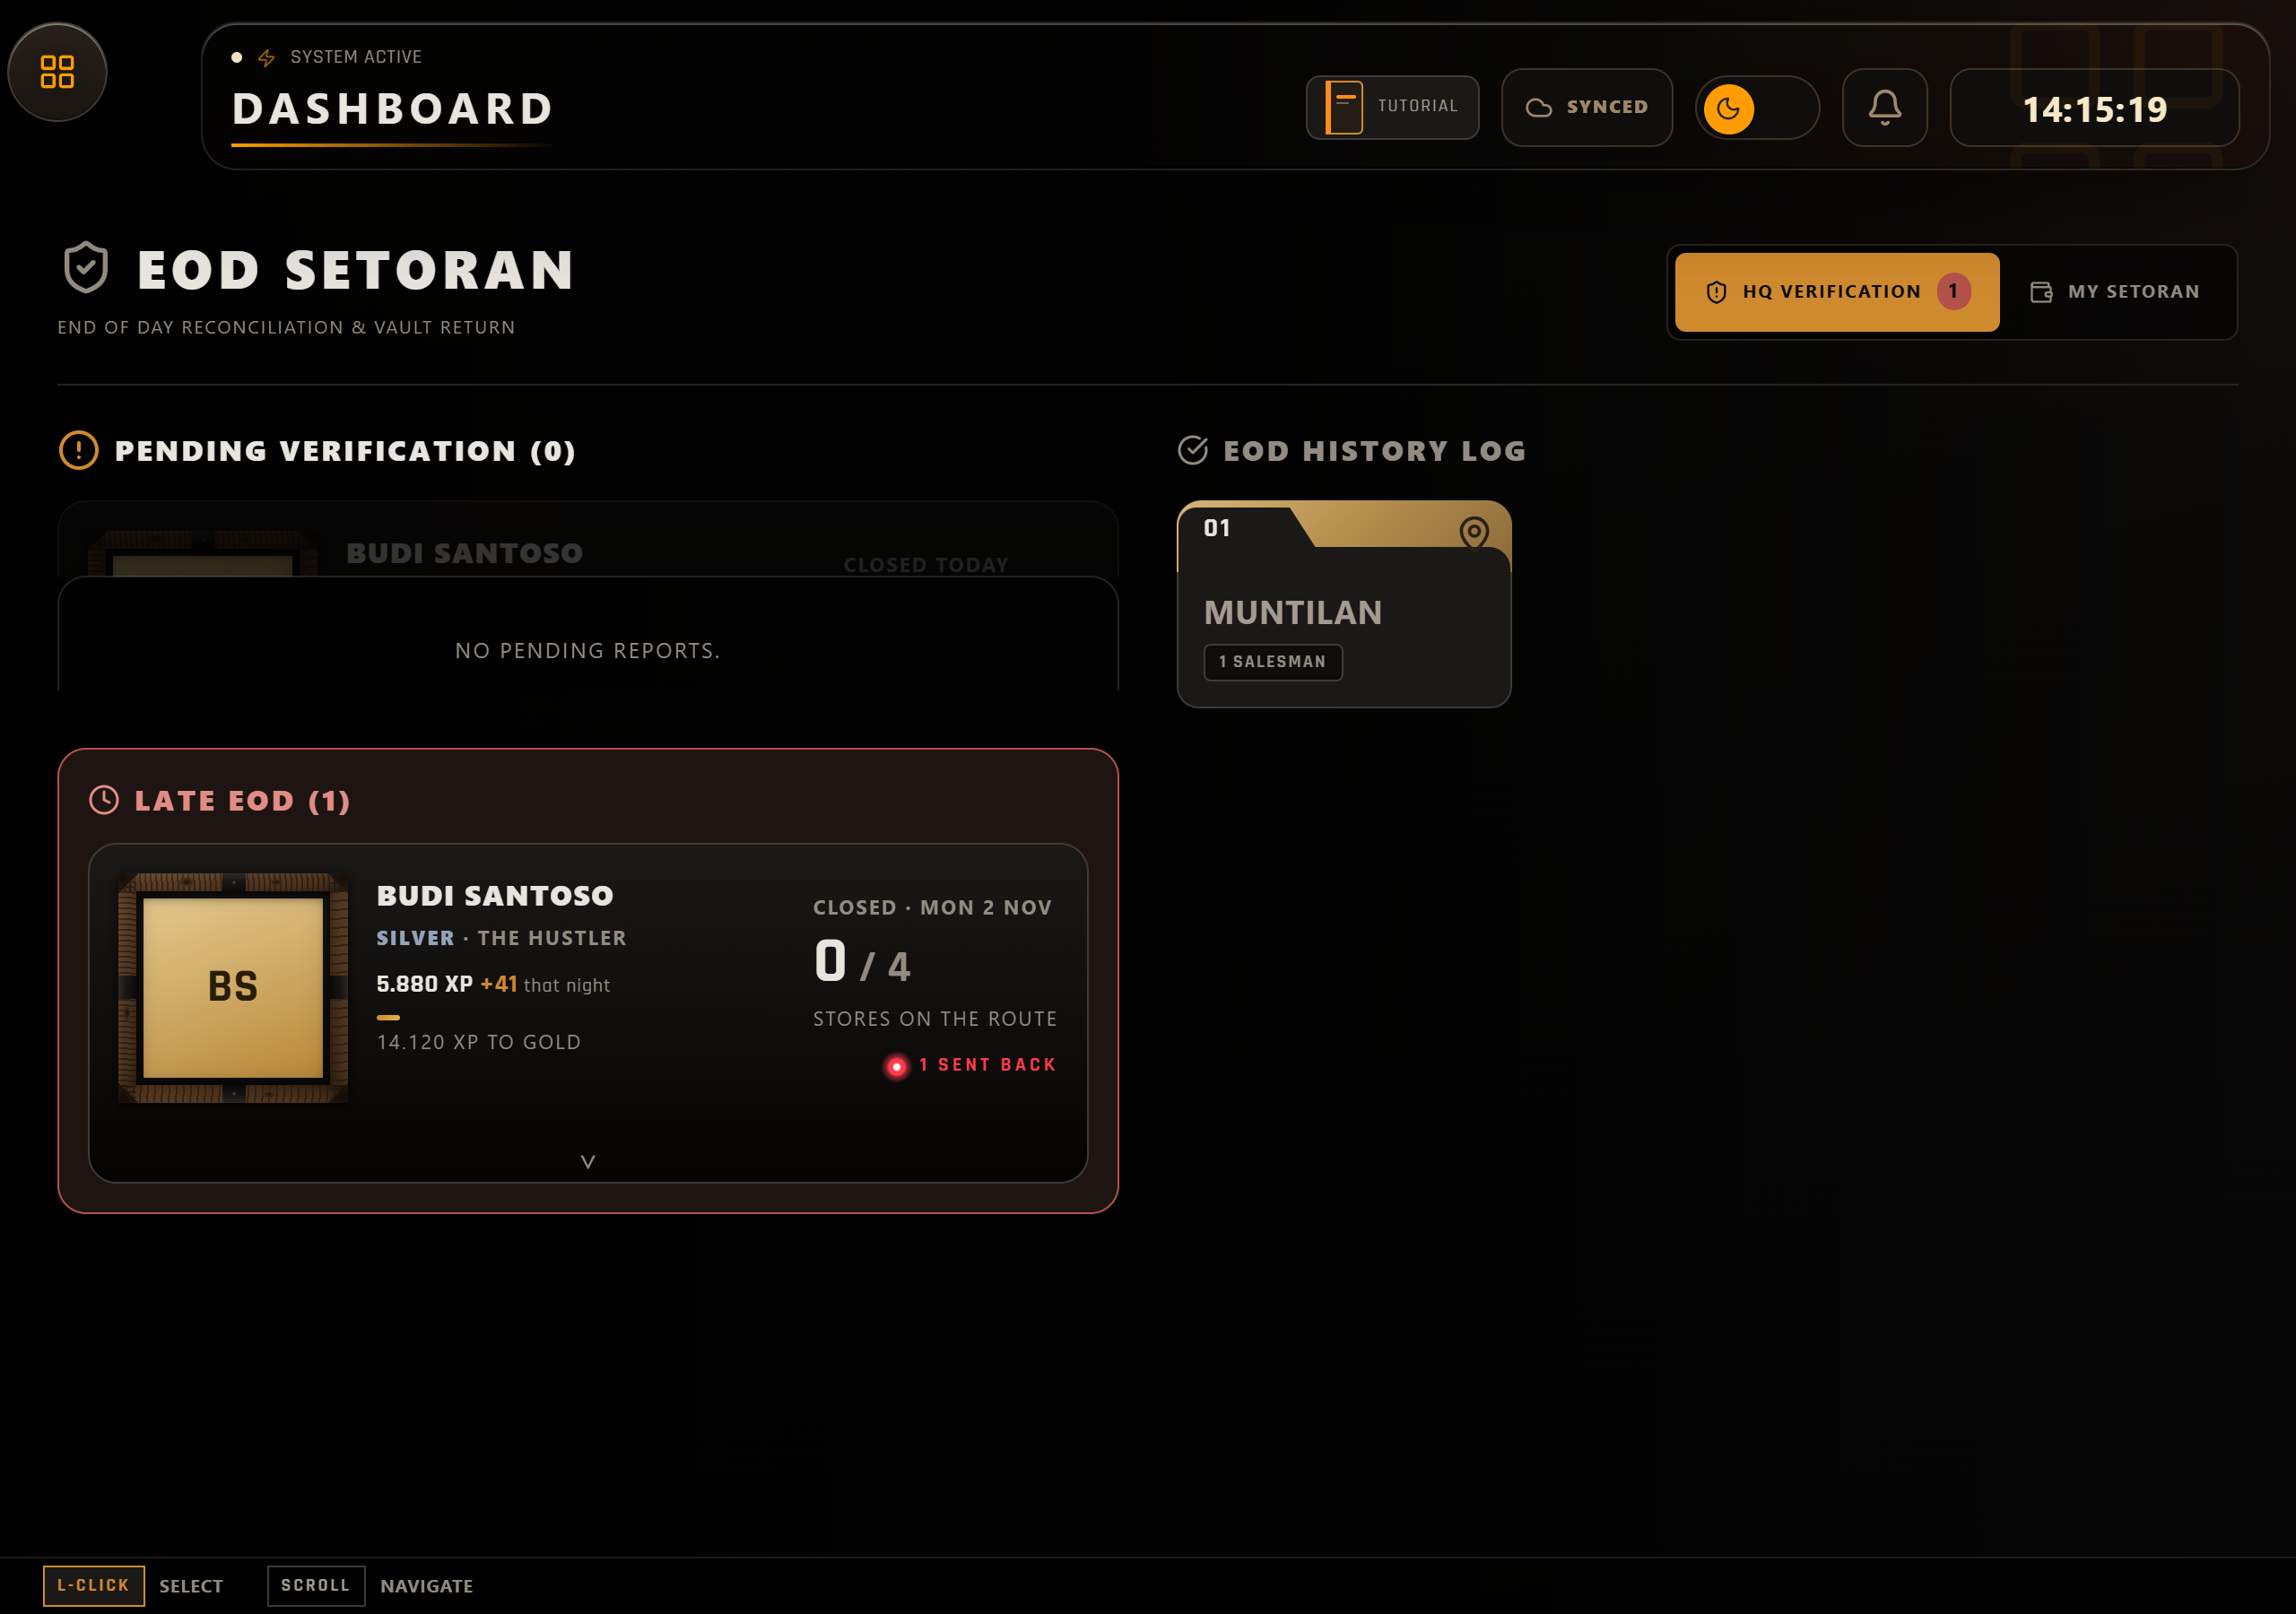 SYSTEM ACTIVE
DASHBOARD
TUTORIAL
SYNCED
14:15:19
EOD SETORAN
END OF DAY RECONCILIATION & VAULT RETURN
HQ VERIFICATION 1
MY SETORAN
PENDING VERIFICATION (0)
BUDI SANTOSO
CLOSED TODAY
NO PENDING REPORTS.
EOD HISTORY LOG
01
MUNTILAN
1 SALESMAN
LATE EOD (1)
BS
BUDI SANTOSO
SILVER · THE HUSTLER
5.880 XP +41 that night
14.120 XP TO GOLD
CLOSED · MON 2 NOV
0 / 4
STORES ON THE ROUTE
1 SENT BACK
L-CLICK SELECT
SCROLL NAVIGATE